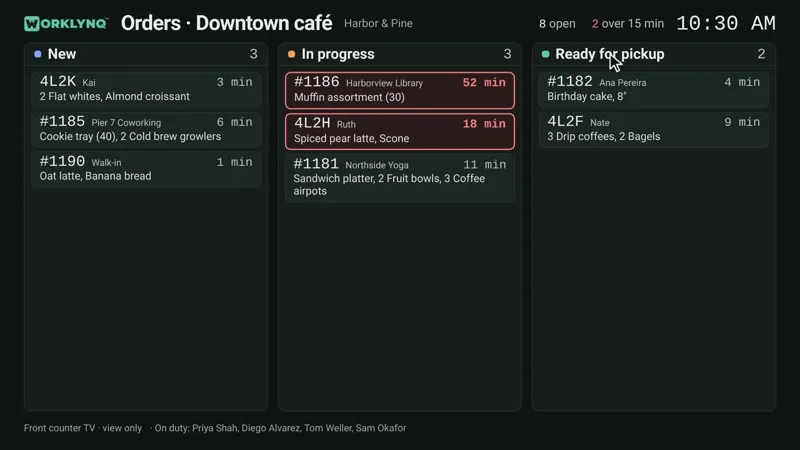 WORKLYNQ™ Orders · Downtown café Harbor & Pine 8 open 2 over 15 min 10:30 AM
New 3
4L2K Kai 3 min
2 Flat whites, Almond croissant
#1185 Pier 7 Coworking 6 min
Cookie tray (40), 2 Cold brew growlers
#1190 Walk-in 1 min
Oat latte, Banana bread
In progress 3
#1186 Harborview Library 52 min
Muffin assortment (30)
4L2H Ruth 18 min
Spiced pear latte, Scone
#1181 Northside Yoga 11 min
Sandwich platter, 2 Fruit bowls, 3 Coffee
airpots
Ready for pickup 2
#1182 Ana Pereira 4 min
Birthday cake, 8"
4L2F Nate 9 min
3 Drip coffees, 2 Bagels
Front counter TV · view only · On duty: Priya Shah, Diego Alvarez, Tom Weller, Sam Okafor